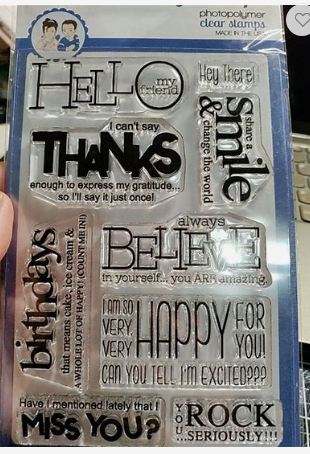 photopolymer
clear stamps
MADE IN THE U
HELLO
my
friend
Hey There!
share a
smile
& change the world
I can't say
THANKS
enough to express my gratitude...
so I'll say it just once!
always
BELIEVE
in yourself... you ARE amazing.
birthdays
that means cake, ice cream &
A WHOLE LOT OF HAPPY! (COUNT ME IN!)
I AM SO
VERY,
VERY
HAPPY
FOR
YOU!
CAN YOU TELL I'M EXCITED???
Have I mentioned lately that I
MISS YOU?
YOU
ROCK
...SERIOUSLY!!!